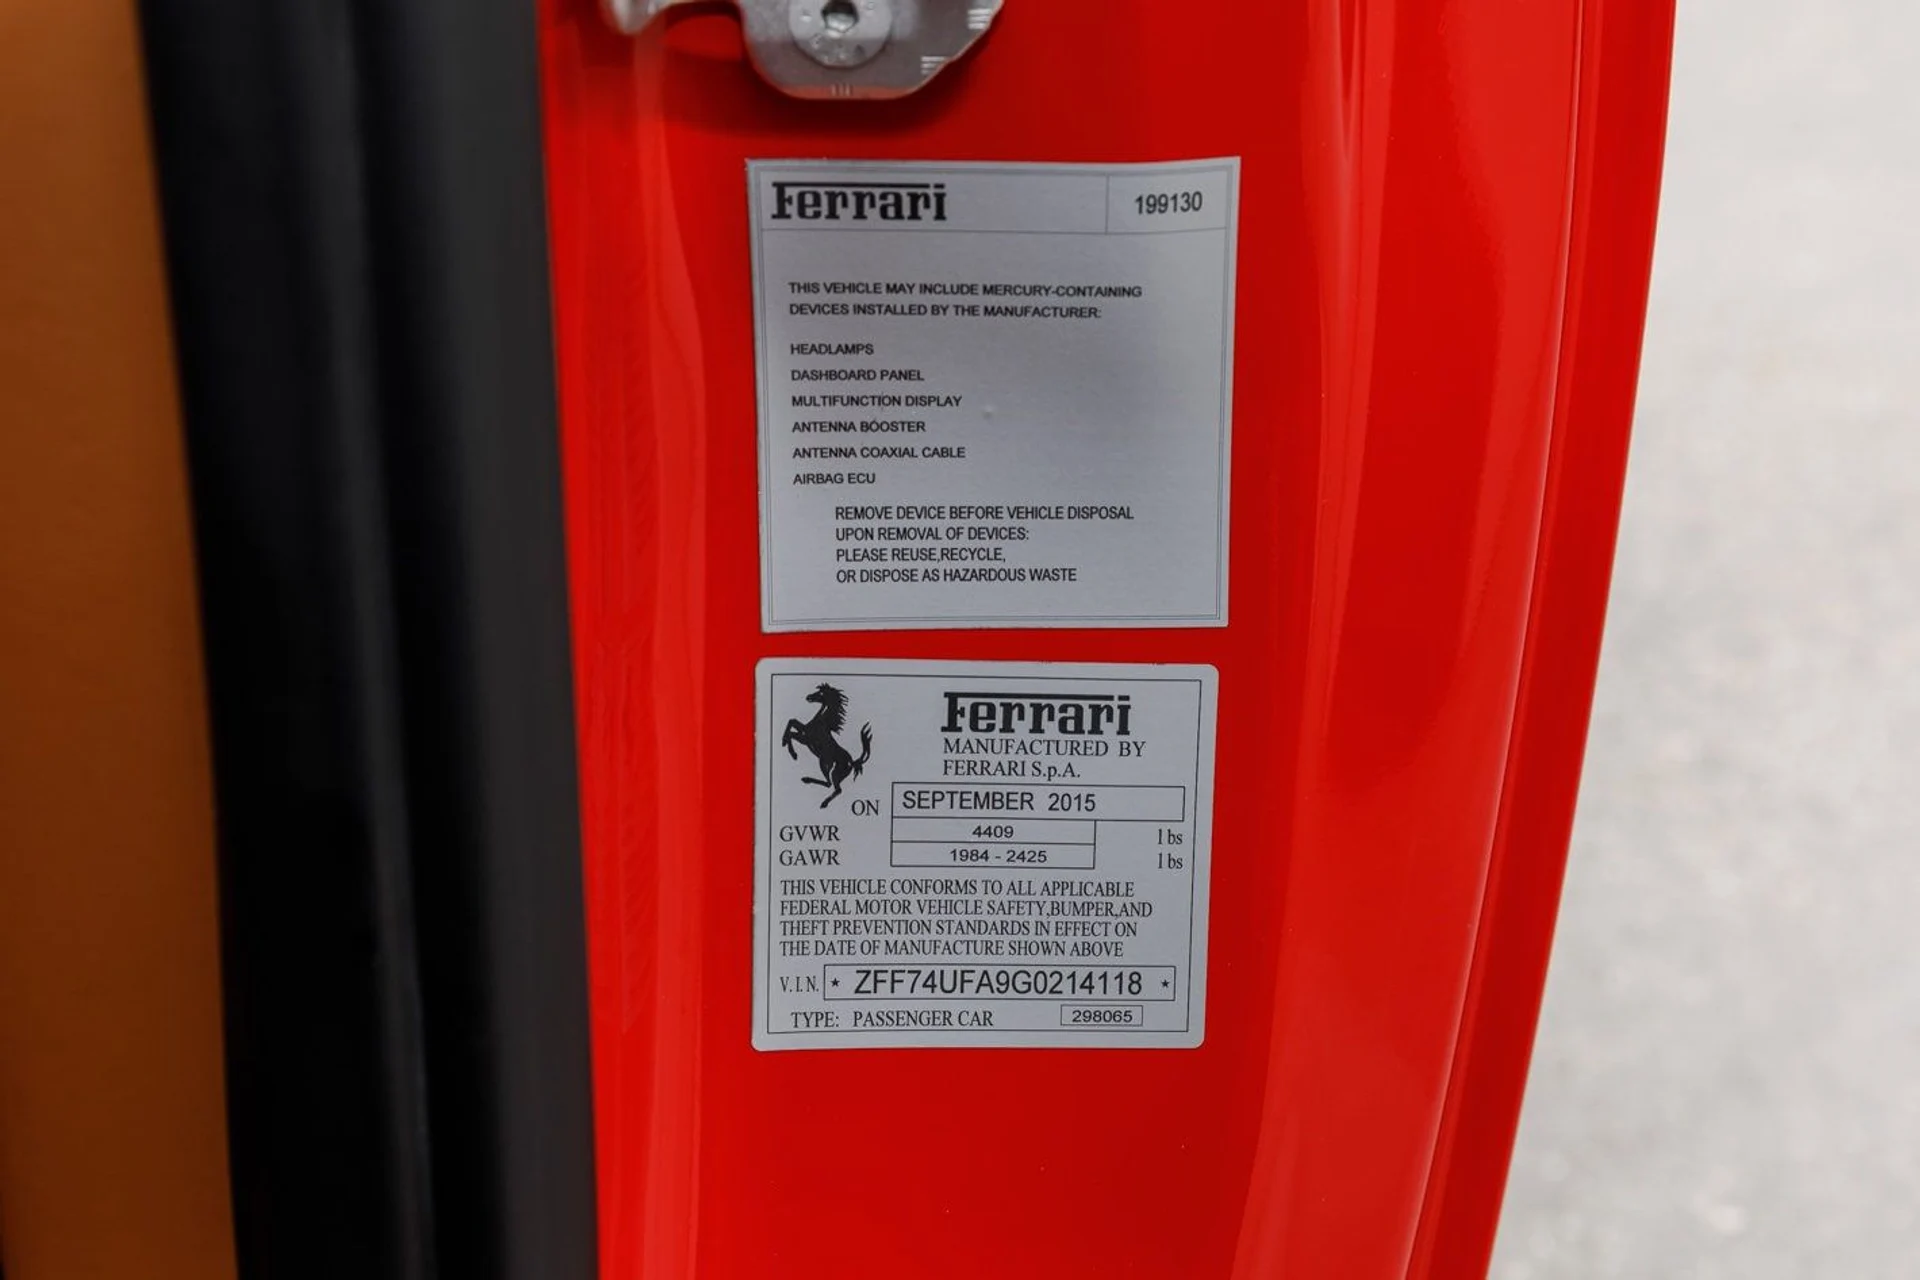 Ferrari 199130
THIS VEHICLE MAY INCLUDE MERCURY-CONTAINING
DEVICES INSTALLED BY THE MANUFACTURER:
HEADLAMPS
DASHBOARD PANEL
MULTIFUNCTION DISPLAY
ANTENNA BOOSTER
ANTENNA COAXIAL CABLE
AIRBAG ECU
REMOVE DEVICE BEFORE VEHICLE DISPOSAL
UPON REMOVAL OF DEVICES:
PLEASE REUSE,RECYCLE,
OR DISPOSE AS HAZARDOUS WASTE
Ferrari
MANUFACTURED BY
FERRARI S.p.A.
ON SEPTEMBER 2015
GVWR 4409 lbs
GAWR 1984 - 2425 lbs
THIS VEHICLE CONFORMS TO ALL APPLICABLE
FEDERAL MOTOR VEHICLE SAFETY,BUMPER,AND
THEFT PREVENTION STANDARDS IN EFFECT ON
THE DATE OF MANUFACTURE SHOWN ABOVE
V.I.N. * ZFF74UFA9G0214118 *
TYPE: PASSENGER CAR 298065